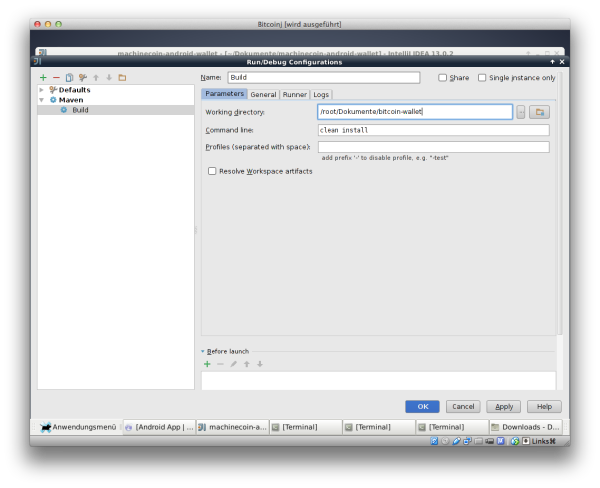 Bitcoinj [wird ausgeführt]
machinecoin-android-wallet - [~/Dokumente/machinecoin-android-wallet] - IntelliJ IDEA 13.0.2
Run/Debug Configurations
Name: Build
Share
Single instance only
Defaults
Maven
Build
Parameters General Runner Logs
Working directory: /root/Dokumente/bitcoin-wallet
Command line: clean install
Profiles (separated with space):
add prefix '-' to disable profile, e.g. "-test"
Resolve Workspace artifacts
Before launch
OK Cancel Apply Help
Anwendungsmenü [Android App | ... machinecoin-a... [Terminal] [Terminal] [Terminal] Downloads - D...
Links⌘